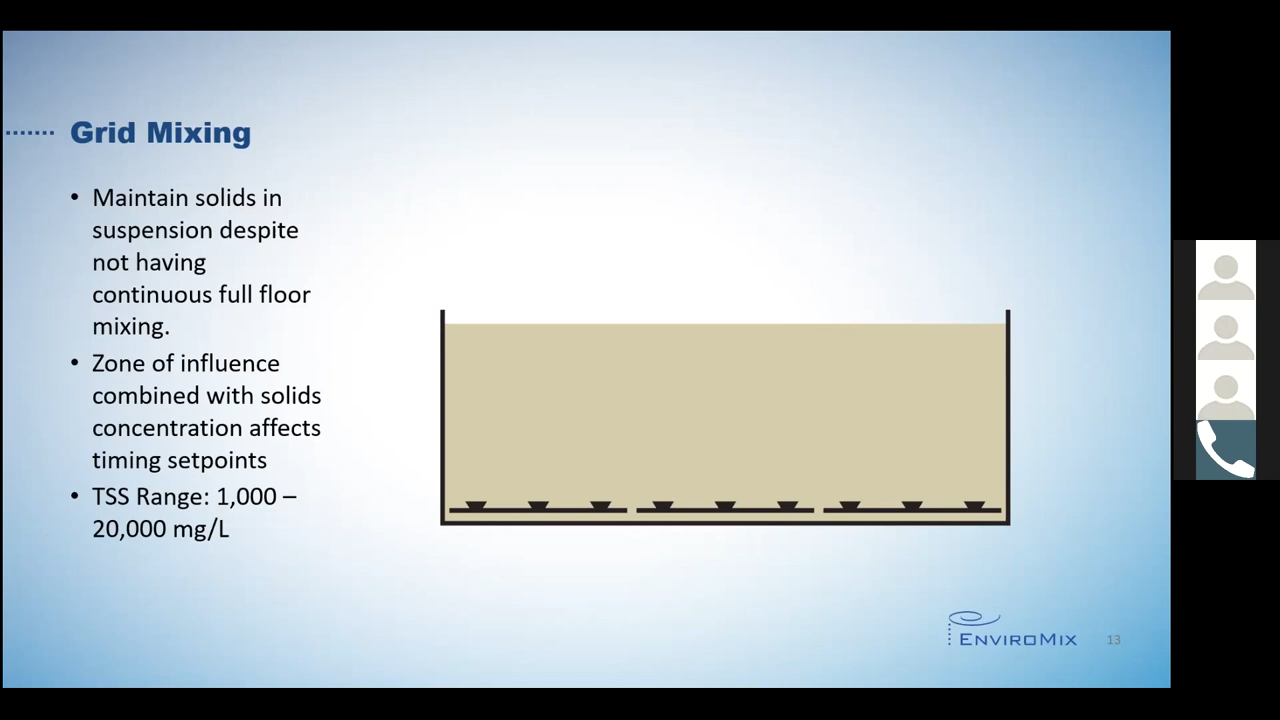 Grid Mixing
• Maintain solids in
suspension despite
not having
continuous full floor
mixing.
• Zone of influence
combined with solids
concentration affects
timing setpoints
• TSS Range: 1,000 –
20,000 mg/L
ENVIROMIX
13